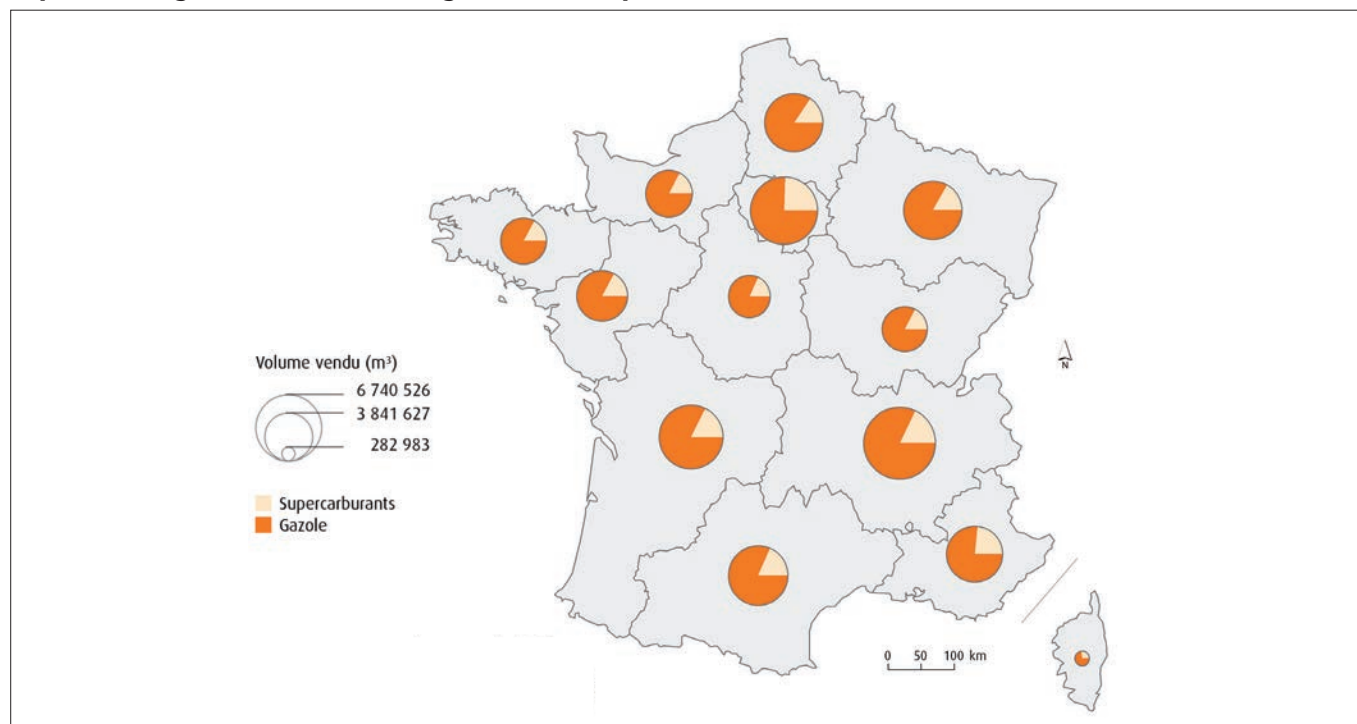 Volume vendu (m³)
6 740 526
3 841 627
282 983
Supercarburants
Gazole
N
0 50 100 km